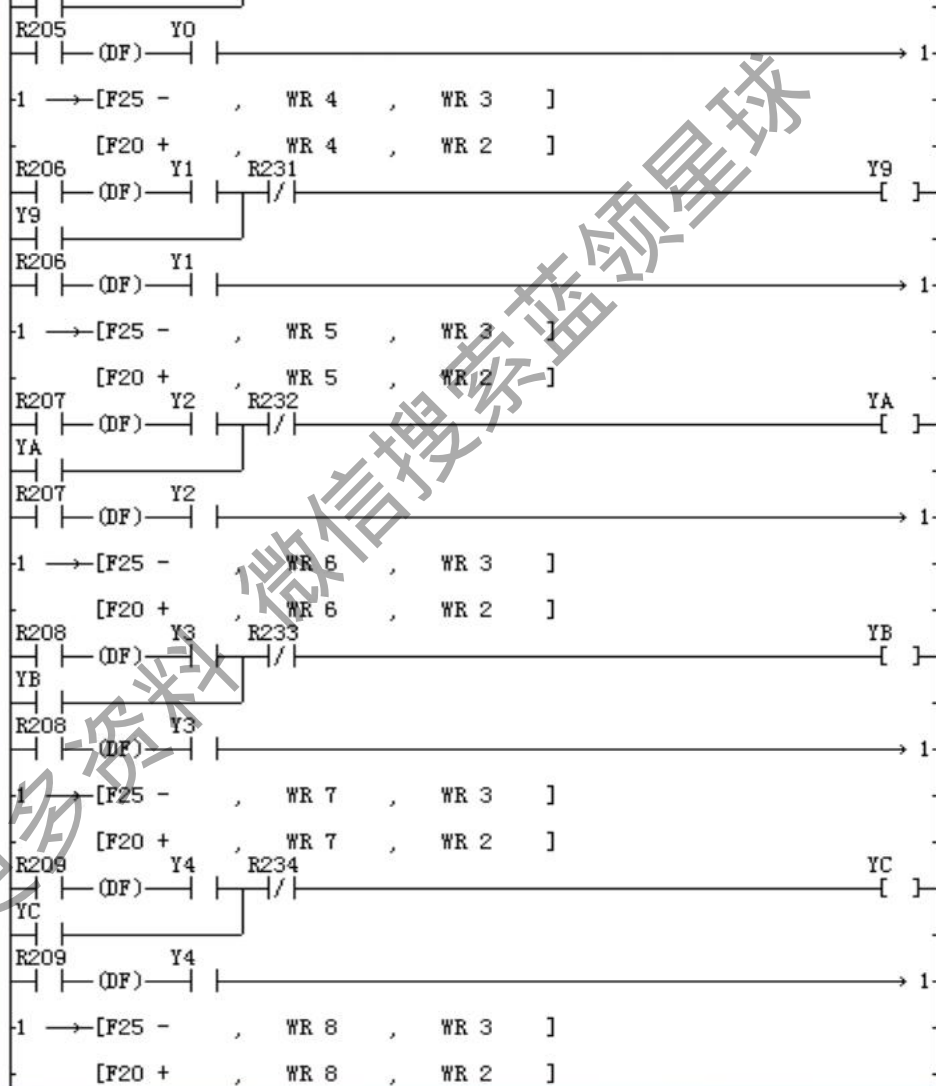 R205 Y0
(DF) 1
1 [F25 - , WR 4 , WR 3 ]
[F20 + , WR 4 , WR 2 ]
R206 Y1 R231 Y9
(DF) [ ]
Y9
R206 Y1
(DF) 1
1 [F25 - , WR 5 , WR 3 ]
[F20 + , WR 5 , WR 2 ]
R207 Y2 R232 YA
(DF) [ ]
YA
R207 Y2
(DF) 1
1 [F25 - , WR 6 , WR 3 ]
[F20 + , WR 6 , WR 2 ]
R208 Y3 R233 YB
(DF) [ ]
YB
R208 Y3
(DF) 1
1 [F25 - , WR 7 , WR 3 ]
[F20 + , WR 7 , WR 2 ]
R209 Y4 R234 YC
(DF) [ ]
YC
R209 Y4
(DF) 1
1 [F25 - , WR 8 , WR 3 ]
[F20 + , WR 8 , WR 2 ]
多资料 微信搜索蓝领星球